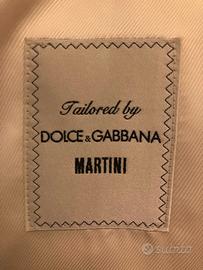 Tailored by
DOLCE & GABBANA
MARTINI
subito